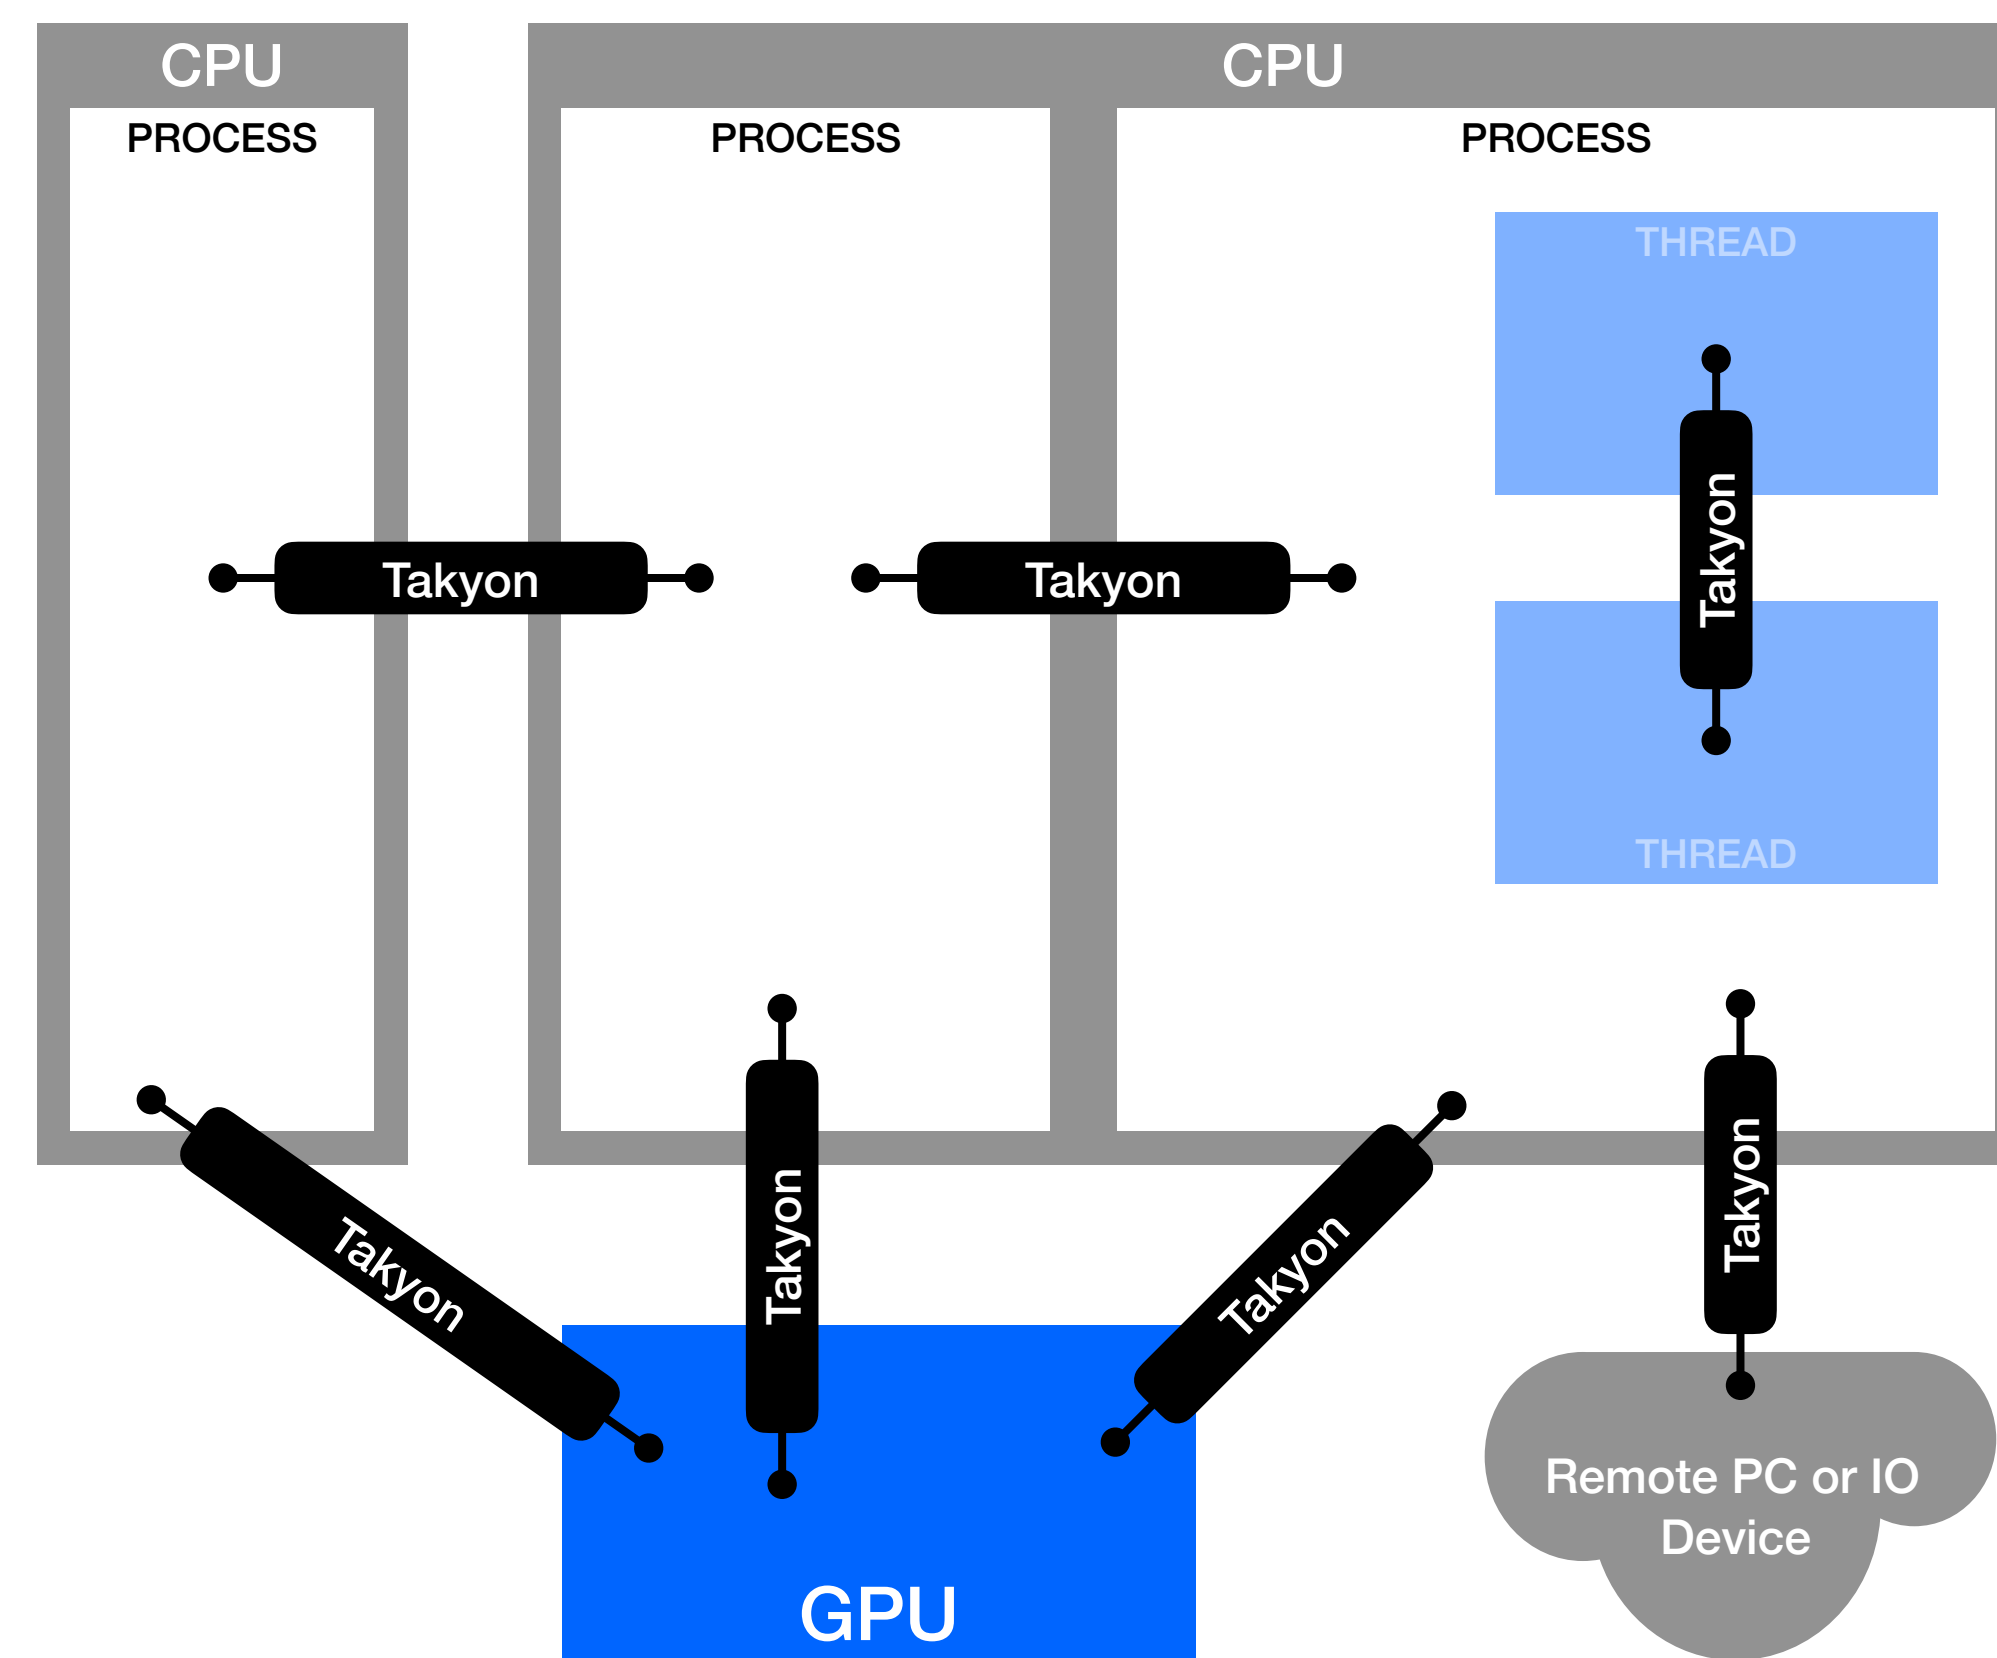 CPU
CPU
PROCESS
PROCESS
PROCESS
THREAD
Takyon
Takyon
Takyon
THREAD
Takyon
Takyon
Takyon
Takyon
Remote PC or IO
Device
GPU